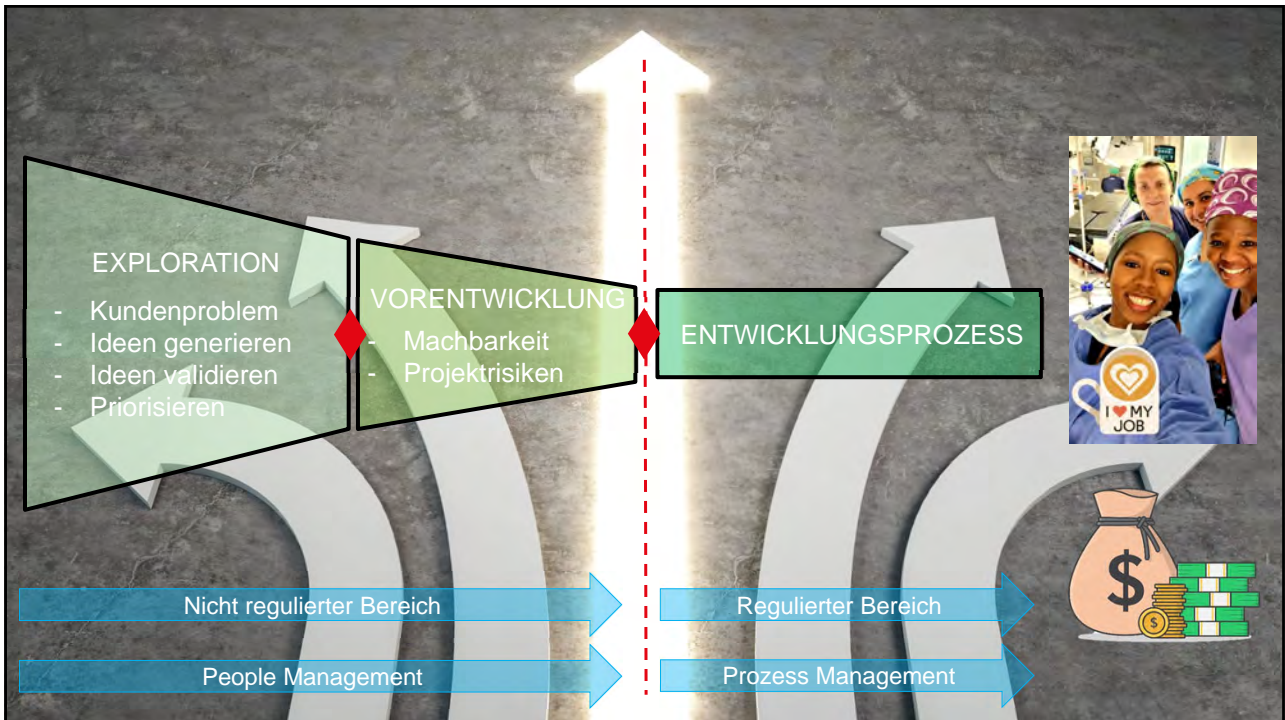 EXPLORATION
- Kundenproblem
- Ideen generieren
- Ideen validieren
- Priorisieren
VORENTWICKLUNG
- Machbarkeit
- Projektrisiken
ENTWICKLUNGSPROZESS
I ❤ MY
JOB
$
$
Nicht regulierter Bereich
Regulierter Bereich
People Management
Prozess Management